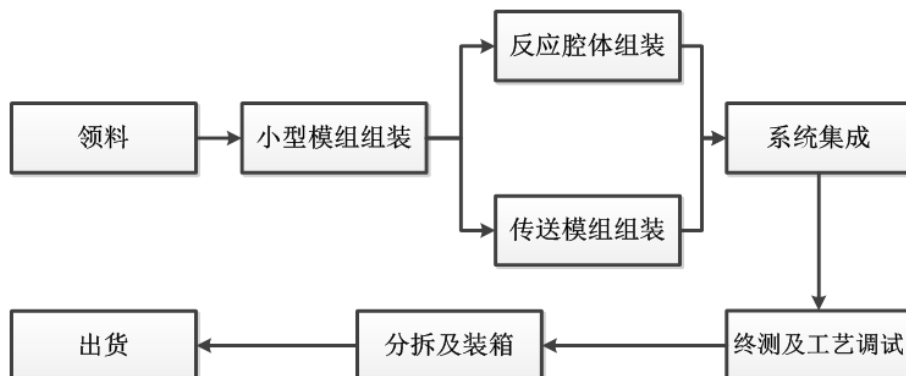 反应腔体组装
领料
小型模组组装
系统集成
传送模组组装
出货
分拆及装箱
终测及工艺调试